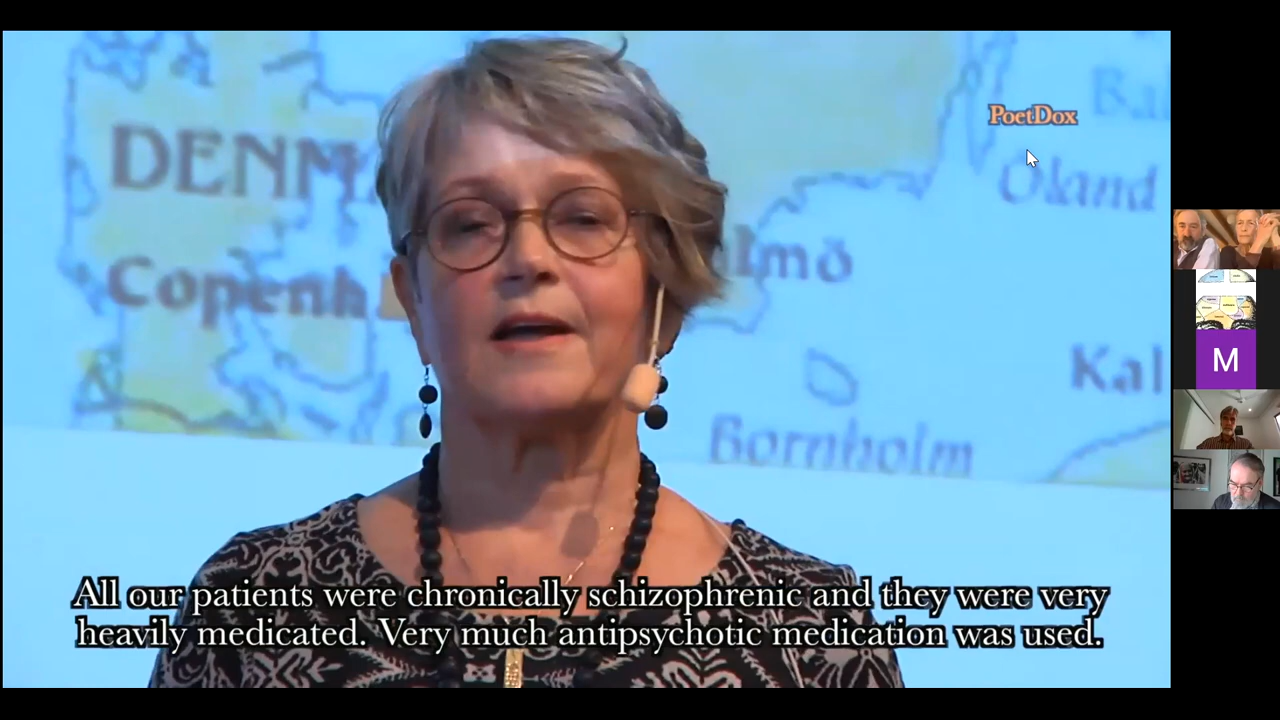 PoetDox
DENM
Öland
Copenh
lmö
Kal
Bornholm
All our patients were chronically schizophrenic and they were very
heavily medicated. Very much antipsychotic medication was used.
M